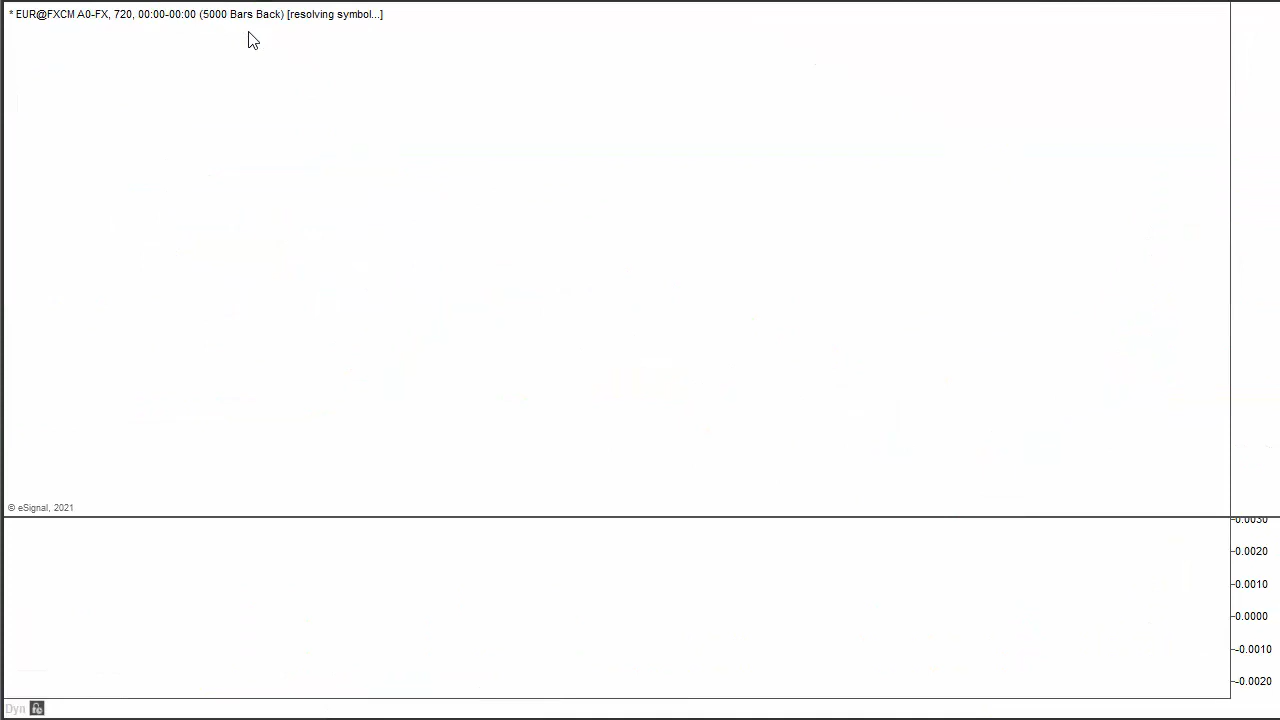 * EUR@FXCM A0-FX, 720, 00:00-00:00 (5000 Bars Back) [resolving symbol...]
© eSignal, 2021
0.0030
0.0020
0.0010
0.0000
-0.0010
-0.0020
Dyn